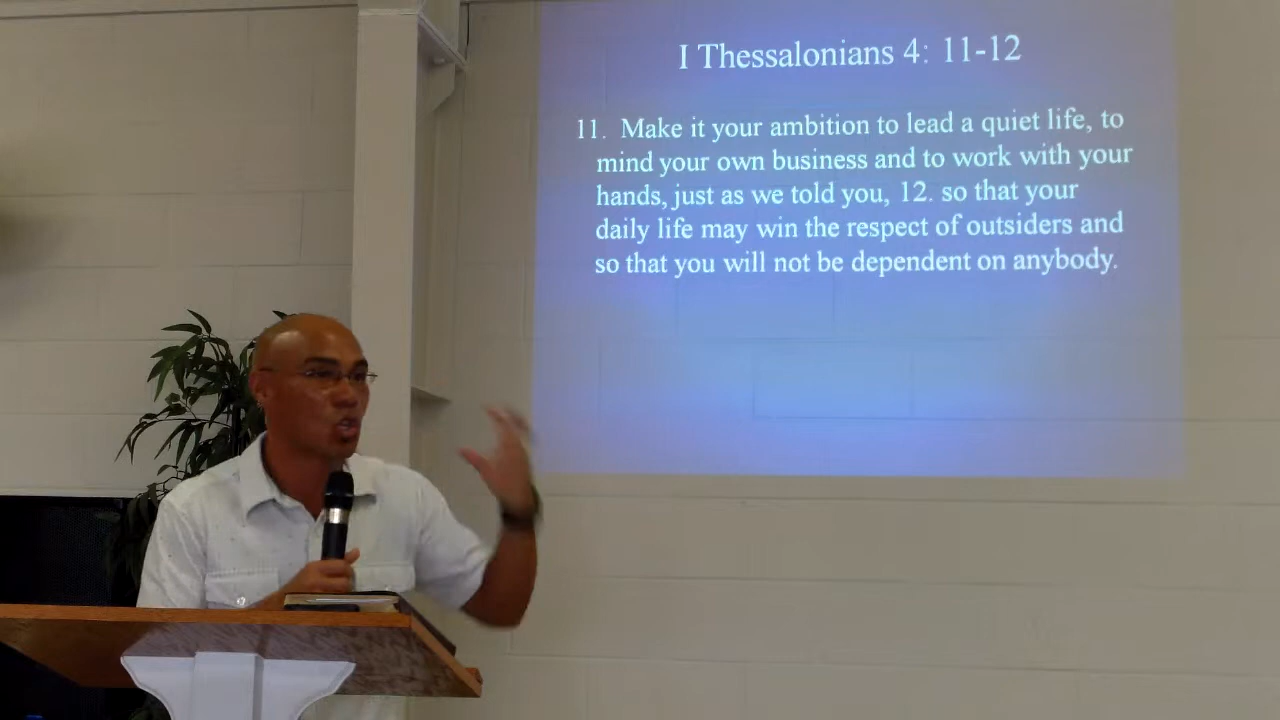 I Thessalonians 4: 11-12
11. Make it your ambition to lead a quiet life, to
mind your own business and to work with your
hands, just as we told you, 12. so that your
daily life may win the respect of outsiders and
so that you will not be dependent on anybody.